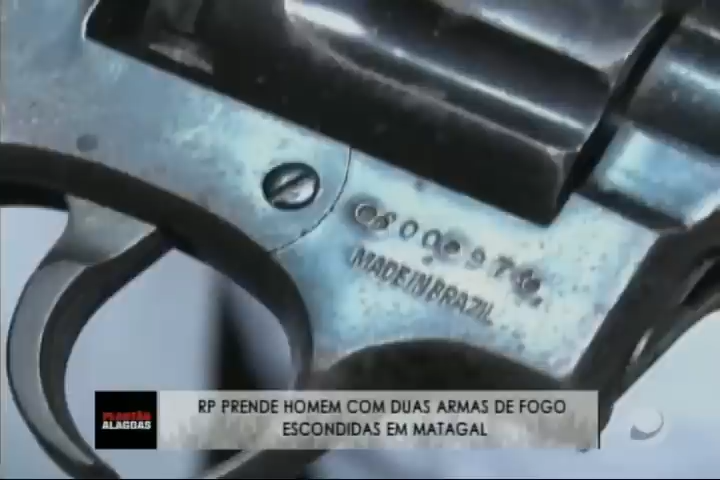 MADE IN BRAZIL
PLANTÃO
ALAGOAS
RP PRENDE HOMEM COM DUAS ARMAS DE FOGO
ESCONDIDAS EM MATAGAL